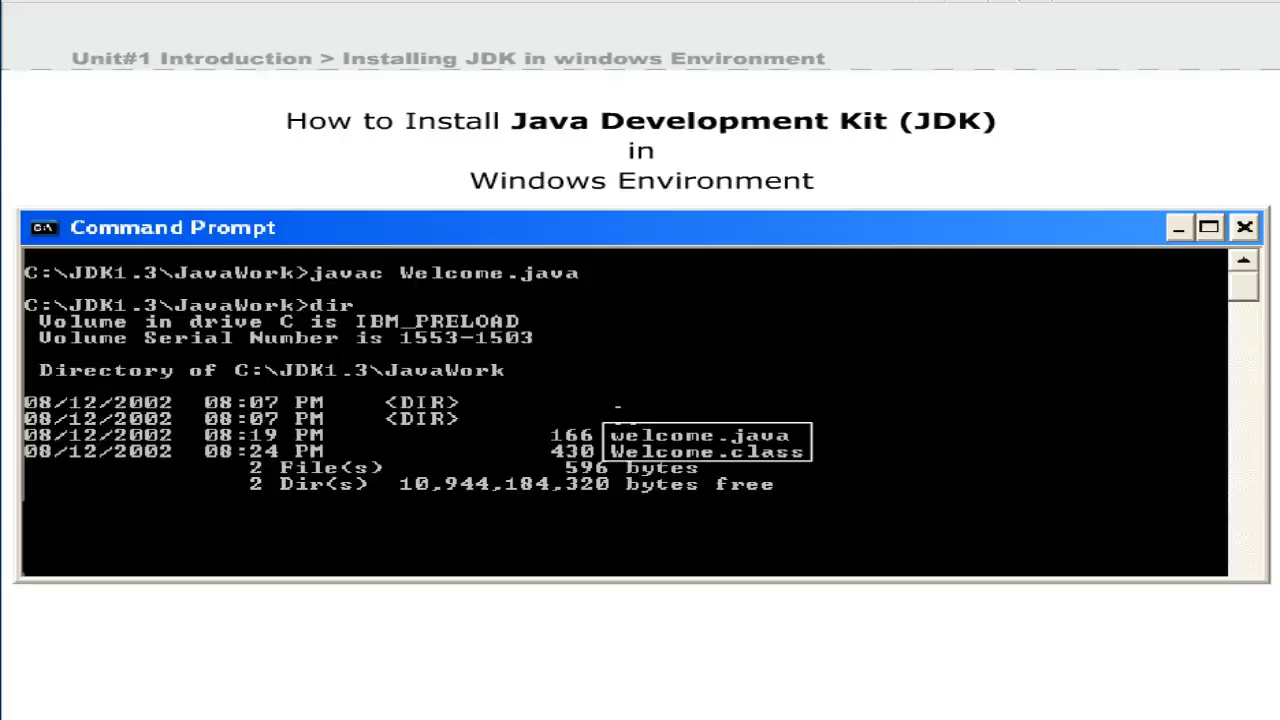 Unit#1 Introduction > Installing JDK in windows Environment
How to Install Java Development Kit (JDK)
in
Windows Environment
Command Prompt
C:\JDK1.3\JavaWork>javac Welcome.java
C:\JDK1.3\JavaWork>dir
Volume in drive C is IBM_PRELOAD
Volume Serial Number is 1553-1503
Directory of C:\JDK1.3\JavaWork
08/12/2002 08:07 PM <DIR> .
08/12/2002 08:07 PM <DIR> ..
08/12/2002 08:19 PM 166 welcome.java
08/12/2002 08:24 PM 430 Welcome.class
2 File(s) 596 bytes
2 Dir(s) 10,944,184,320 bytes free